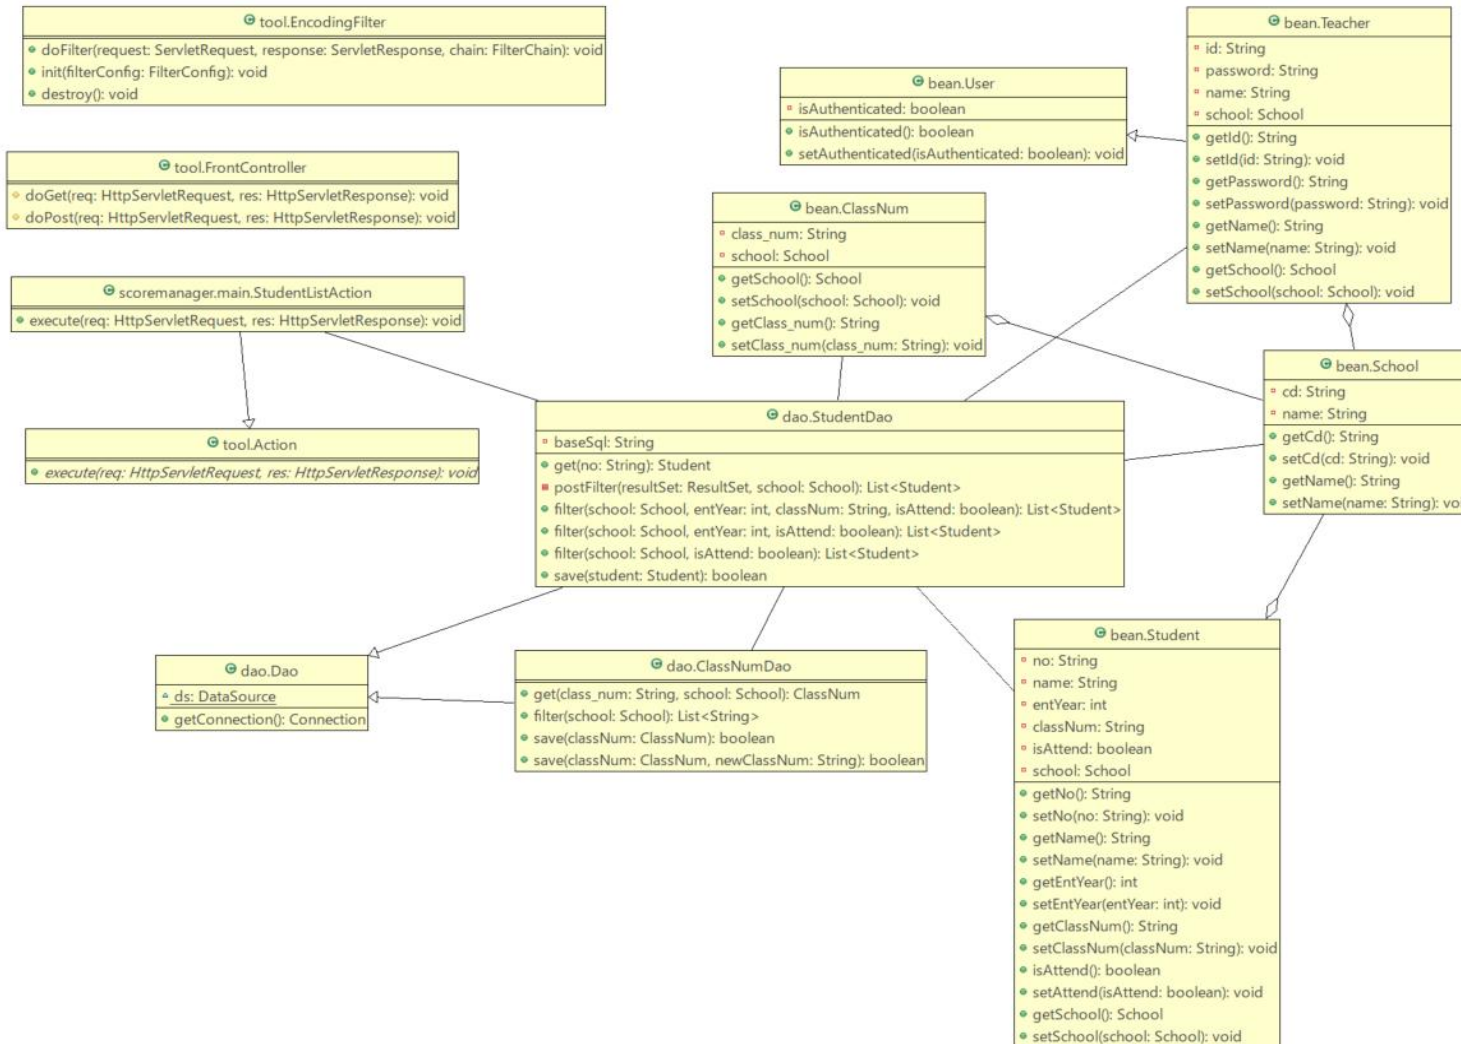 tool.EncodingFilter
doFilter(request: ServletRequest, response: ServletResponse, chain: FilterChain): void
init(filterConfig: FilterConfig): void
destroy(): void
tool.FrontController
doGet(req: HttpServletRequest, res: HttpServletResponse): void
doPost(req: HttpServletRequest, res: HttpServletResponse): void
scoremanager.main.StudentListAction
execute(req: HttpServletRequest, res: HttpServletResponse): void
tool.Action
execute(req: HttpServletRequest, res: HttpServletResponse): void
bean.User
isAuthenticated: boolean
isAuthenticated(): boolean
setAuthenticated(isAuthenticated: boolean): void
bean.Teacher
id: String
password: String
name: String
school: School
getId(): String
setId(id: String): void
getPassword(): String
setPassword(password: String): void
getName(): String
setName(name: String): void
getSchool(): School
setSchool(school: School): void
bean.ClassNum
class_num: String
school: School
getSchool(): School
setSchool(school: School): void
getClass_num(): String
setClass_num(class_num: String): void
bean.School
cd: String
name: String
getCd(): String
setCd(cd: String): void
getName(): String
setName(name: String): vo
dao.StudentDao
baseSql: String
get(no: String): Student
postFilter(resultSet: ResultSet, school: School): List<Student>
filter(school: School, entYear: int, classNum: String, isAttend: boolean): List<Student>
filter(school: School, entYear: int, isAttend: boolean): List<Student>
filter(school: School, isAttend: boolean): List<Student>
save(student: Student): boolean
dao.Dao
ds: DataSource
getConnection(): Connection
dao.ClassNumDao
get(class_num: String, school: School): ClassNum
filter(school: School): List<String>
save(classNum: ClassNum): boolean
save(classNum: ClassNum, newClassNum: String): boolean
bean.Student
no: String
name: String
entYear: int
classNum: String
isAttend: boolean
school: School
getNo(): String
setNo(no: String): void
getName(): String
setName(name: String): void
getEntYear(): int
setEntYear(entYear: int): void
getClassNum(): String
setClassNum(classNum: String): void
isAttend(): boolean
setAttend(isAttend: boolean): void
getSchool(): School
setSchool(school: School): void